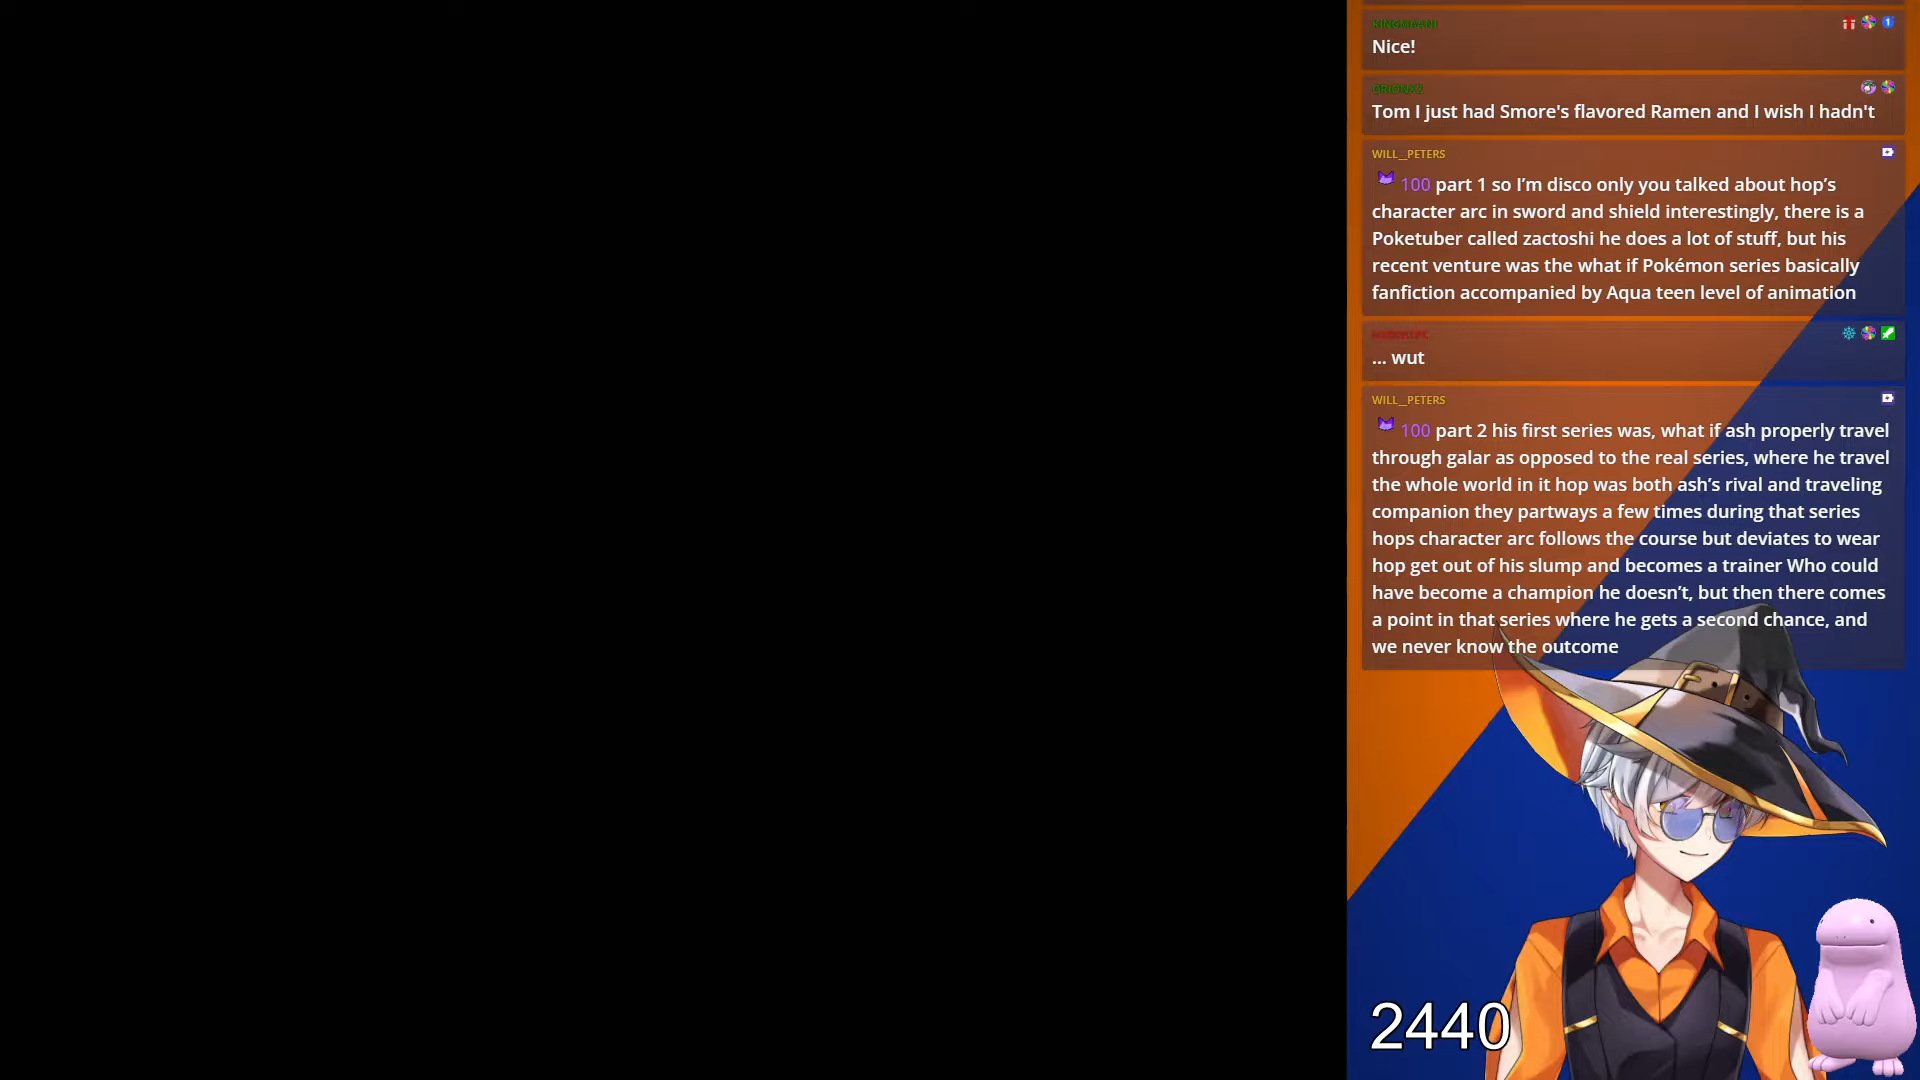 Nice!
Tom I just had Smore's flavored Ramen and I wish I hadn't
WILL__PETERS
100 part 1 so I’m disco only you talked about hop’s
character arc in sword and shield interestingly, there is a
Poketuber called zactoshi he does a lot of stuff, but his
recent venture was the what if Pokémon series basically
fanfiction accompanied by Aqua teen level of animation
... wut
WILL__PETERS
100 part 2 his first series was, what if ash properly travel
through galar as opposed to the real series, where he travel
the whole world in it hop was both ash’s rival and traveling
companion they partways a few times during that series
hops character arc follows the course but deviates to wear
hop get out of his slump and becomes a trainer Who could
have become a champion he doesn’t, but then there comes
a point in that series where he gets a second chance, and
we never know the outcome
2440